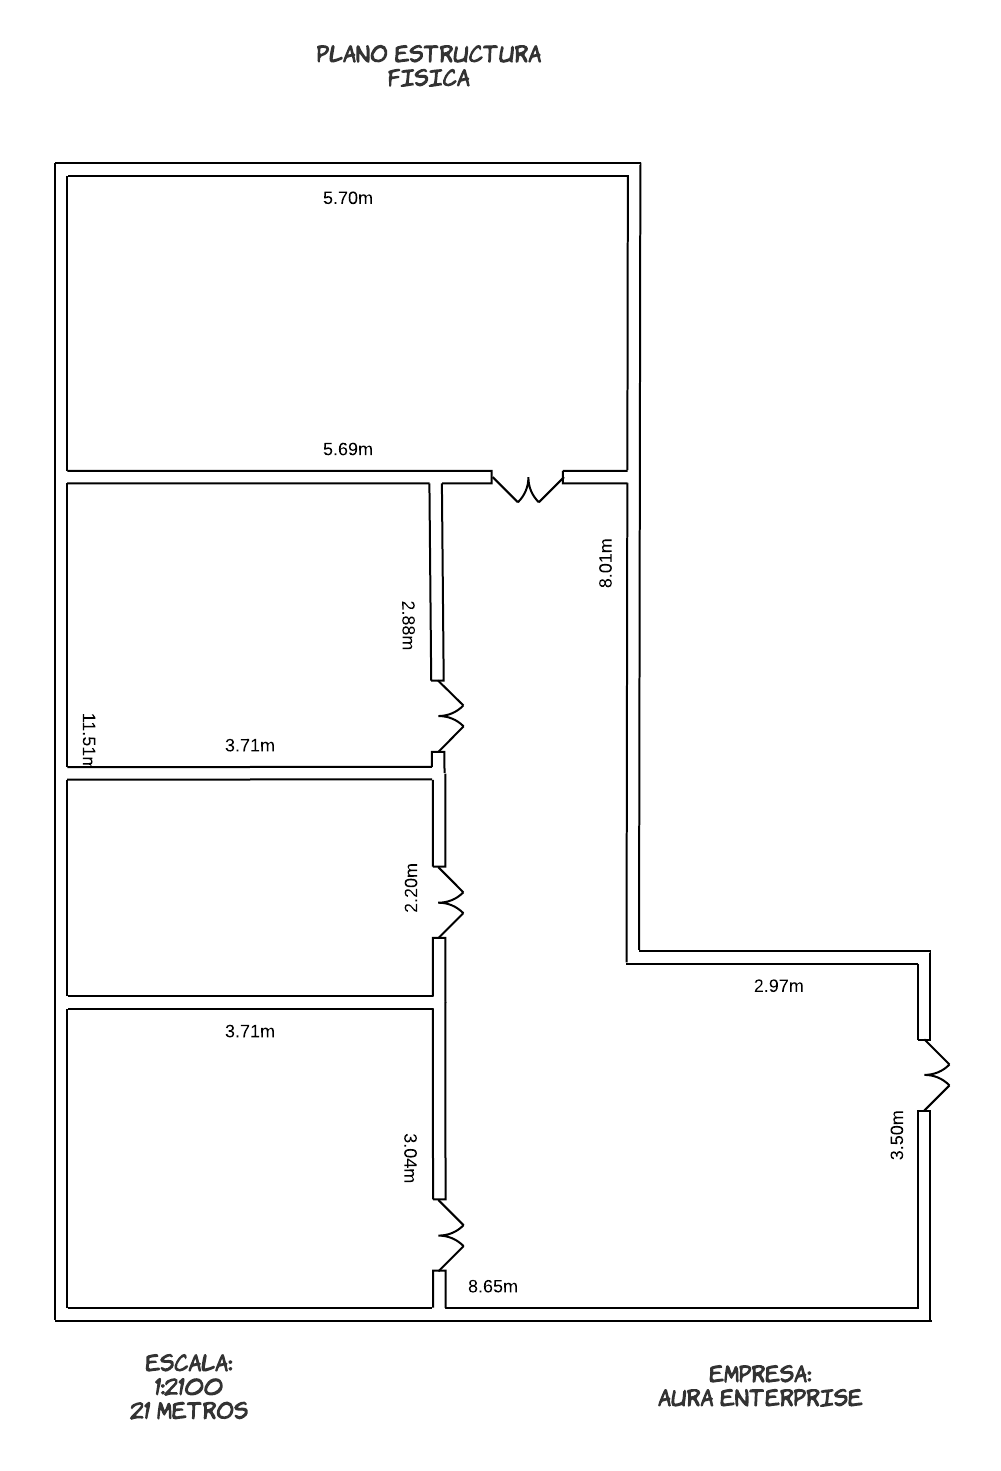 PLANO ESTRUCTURA
FISICA
5.70m
5.69m
8.01m
2.88m
11.51m
3.71m
2.20m
2.97m
3.71m
3.50m
3.04m
8.65m
ESCALA:
1:2100
21 METROS
EMPRESA:
AURA ENTERPRISE